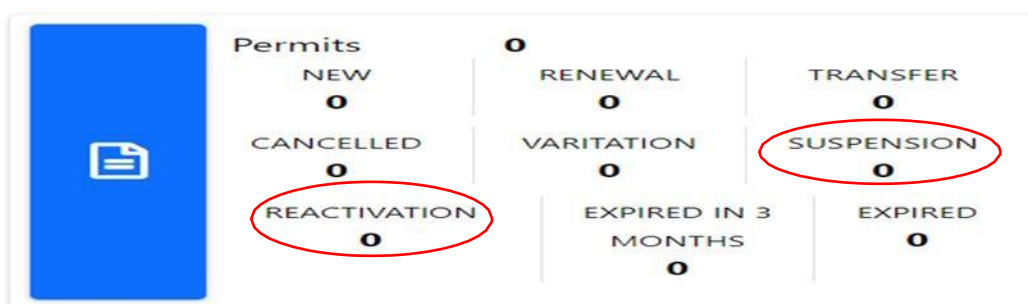 Permits 0
NEW RENEWAL TRANSFER
0 0 0
CANCELLED VARITATION SUSPENSION
0 0 0
REACTIVATION EXPIRED IN 3 EXPIRED
0 MONTHS 0
0